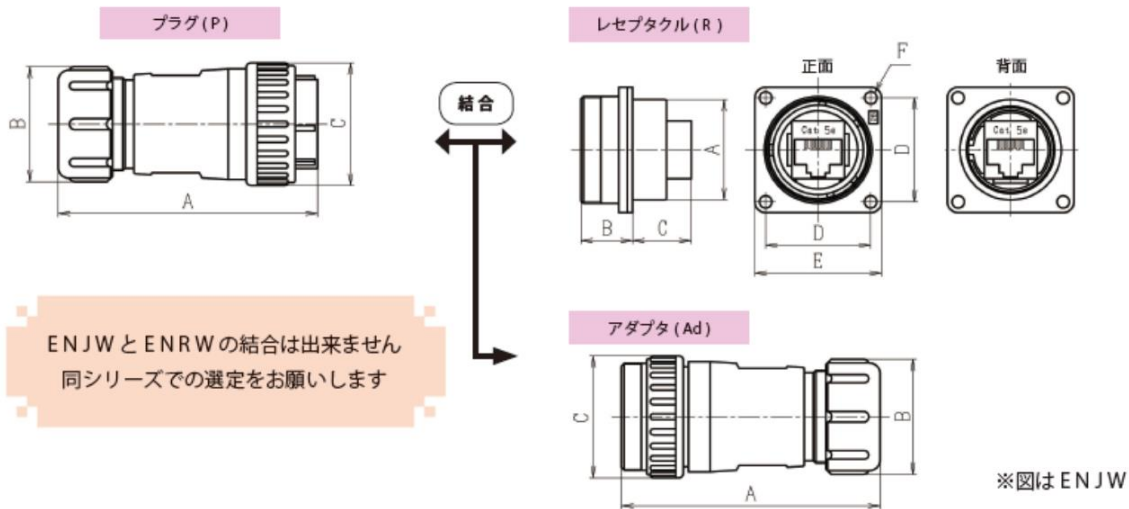 プラグ(P)
B
C
A
結合
レセプタクル(R)
正面
背面
F
Cat 5e
A
B
C
D
D
E
Cat 5e
ENJWとENRWの結合は出来ません
同シリーズでの選定をお願いします
アダプタ(Ad)
C
B
A
※図はENJW